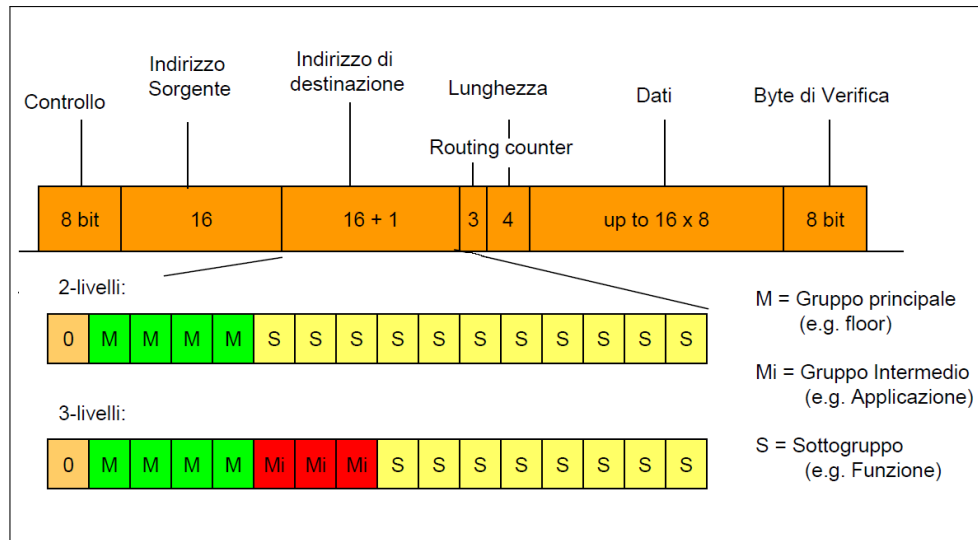 Controllo
Indirizzo
Sorgente
Indirizzo di
destinazione
Lunghezza
Routing counter
Dati
Byte di Verifica
8 bit 16 16 + 1 3 4 up to 16 x 8 8 bit
2-livelli:
0 M M M M S S S S S S S S S S S
3-livelli:
0 M M M M Mi Mi Mi S S S S S S S S
M = Gruppo principale
(e.g. floor)
Mi = Gruppo Intermedio
(e.g. Applicazione)
S = Sottogruppo
(e.g. Funzione)